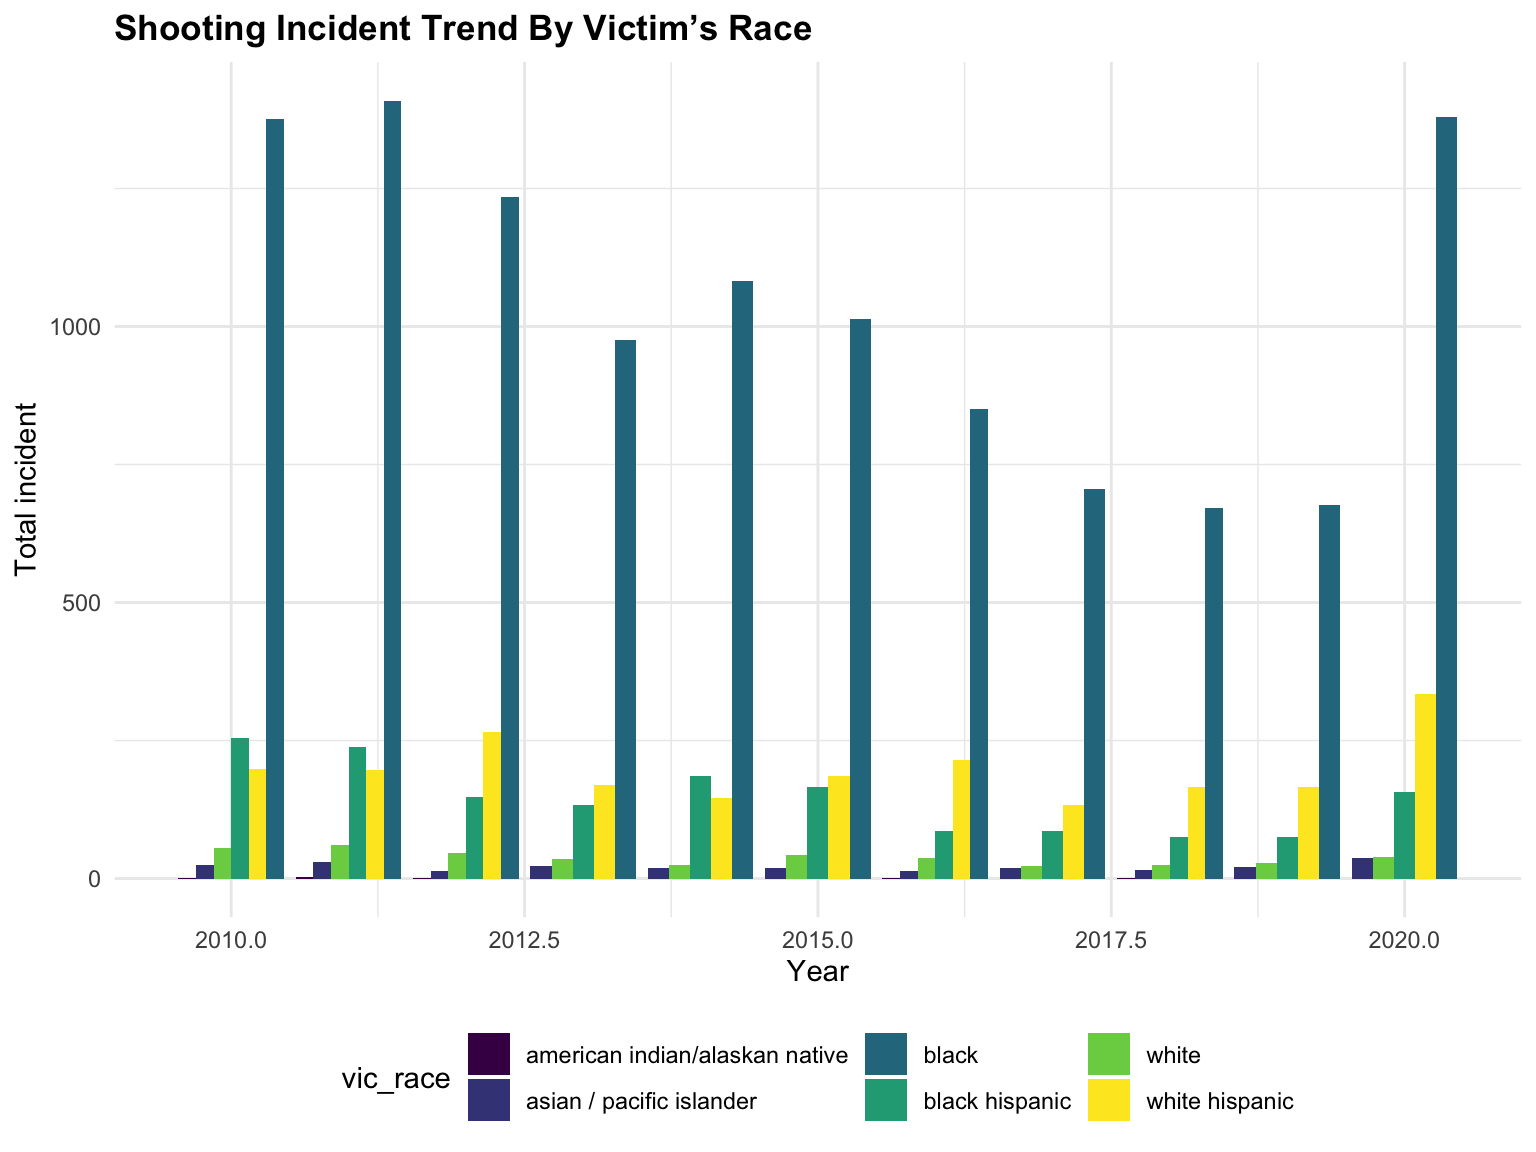 Shooting Incident Trend By Victim’s Race
Total incident
1000
500
0
2010.0
2012.5
2015.0
2017.5
2020.0
Year
vic_race
american indian/alaskan native
asian / pacific islander
black
black hispanic
white
white hispanic